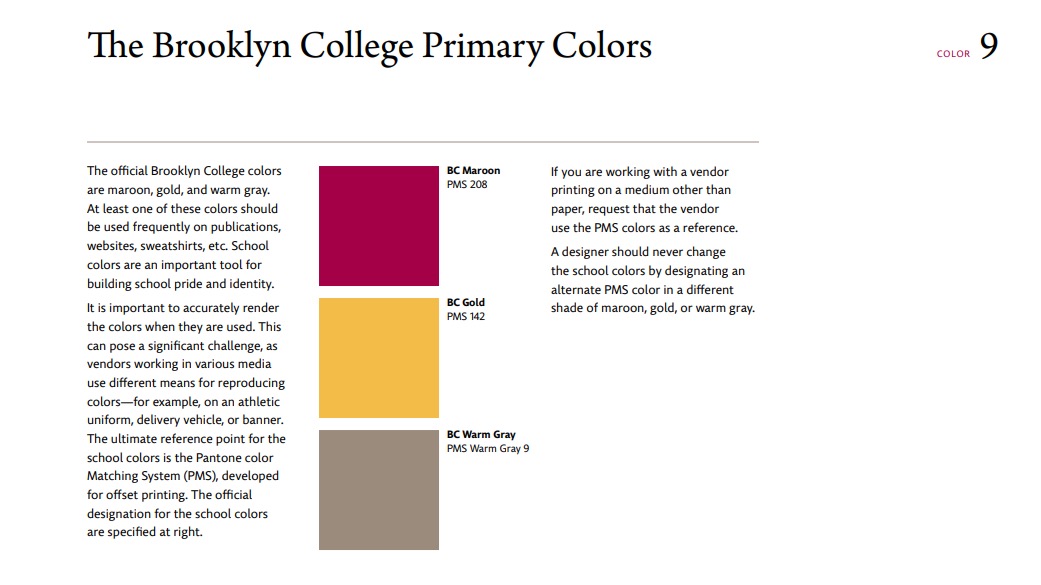 The Brooklyn College Primary Colors
COLOR 9
The official Brooklyn College colors
are maroon, gold, and warm gray.
At least one of these colors should
be used frequently on publications,
websites, sweatshirts, etc. School
colors are an important tool for
building school pride and identity.
It is important to accurately render
the colors when they are used. This
can pose a significant challenge, as
vendors working in various media
use different means for reproducing
colors—for example, on an athletic
uniform, delivery vehicle, or banner.
The ultimate reference point for the
school colors is the Pantone color
Matching System (PMS), developed
for offset printing. The official
designation for the school colors
are specified at right.
BC Maroon
PMS 208
BC Gold
PMS 142
BC Warm Gray
PMS Warm Gray 9
If you are working with a vendor
printing on a medium other than
paper, request that the vendor
use the PMS colors as a reference.
A designer should never change
the school colors by designating an
alternate PMS color in a different
shade of maroon, gold, or warm gray.